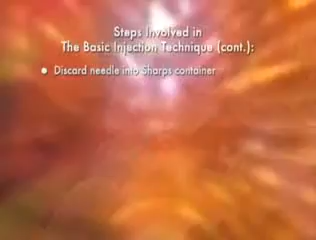 Steps Involved in
The Basic Injection Technique (cont.):
• Discard needle into Sharps container